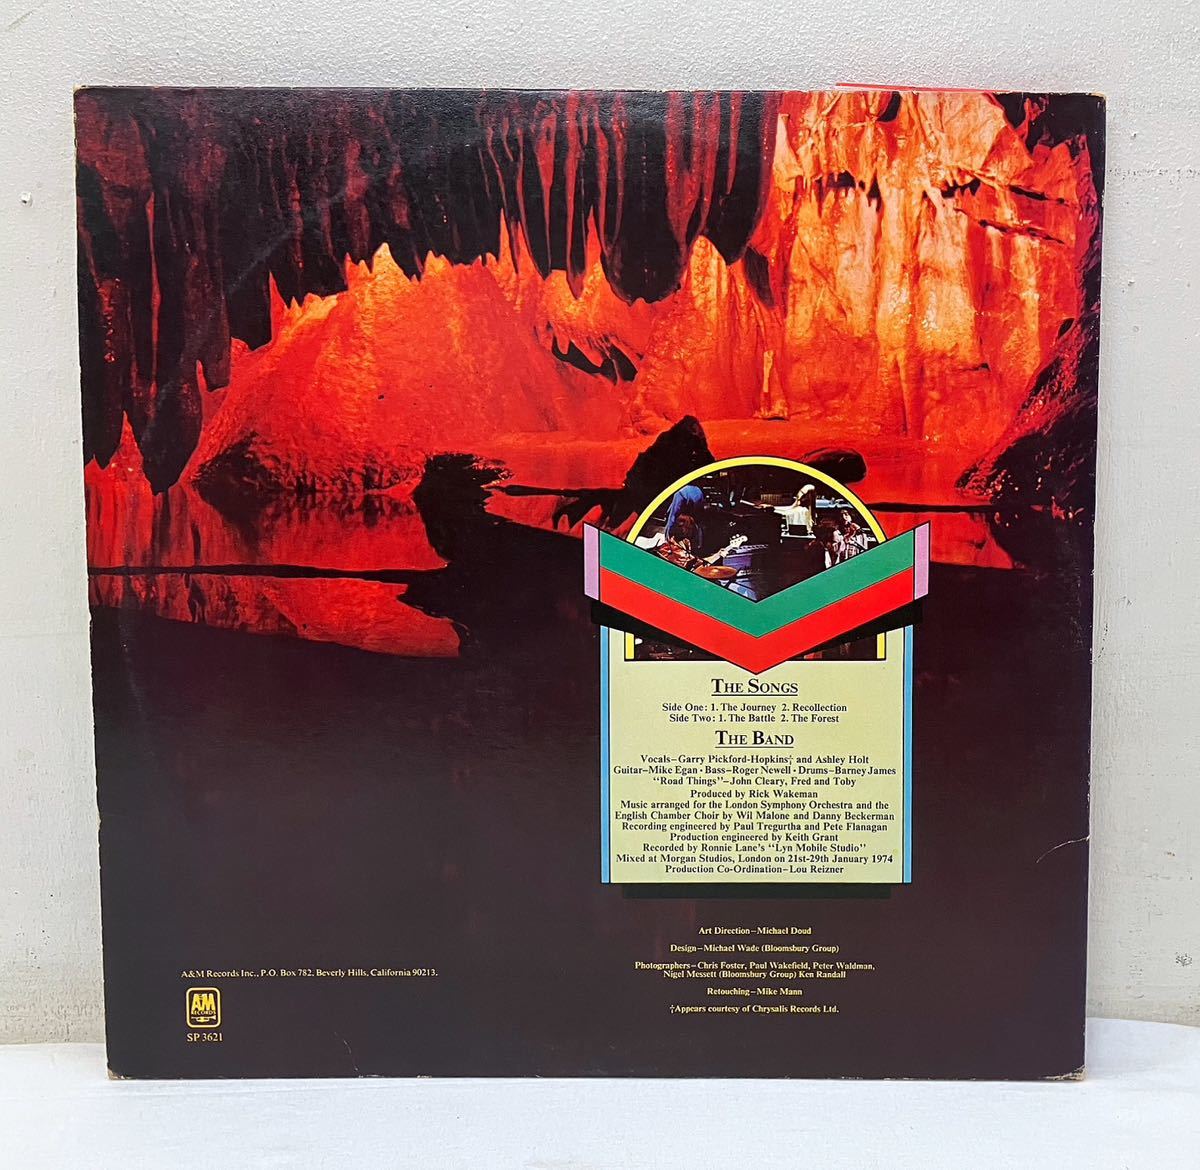 THE SONGS
Side One: 1. The Journey 2. Recollection
Side Two: 1. The Battle 2. The Forest
THE BAND
Vocals–Garry Pickford-Hopkins† and Ashley Holt
Guitar–Mike Egan · Bass–Roger Newell · Drums–Barney James
"Road Things"–John Cleary, Fred and Toby
Produced by Rick Wakeman
Music arranged for the London Symphony Orchestra and the
English Chamber Choir by Wil Malone and Danny Beckerman
Recording engineered by Paul Tregurtha and Pete Flanagan
Production engineered by Keith Grant
Recorded by Ronnie Lane's "Lyn Mobile Studio"
Mixed at Morgan Studios, London on 21st-29th January 1974
Production Co-Ordination–Lou Reizner
Art Direction–Michael Doud
Design–Michael Wade (Bloomsbury Group)
Photographers–Chris Foster, Paul Wakefield, Peter Waldman,
Nigel Messett (Bloomsbury Group) Ken Randall
Retouching–Mike Mann
†Appears courtesy of Chrysalis Records Ltd.
A&M Records Inc., P.O. Box 782, Beverly Hills, California 90213.
A&M
RECORDS
SP 3621